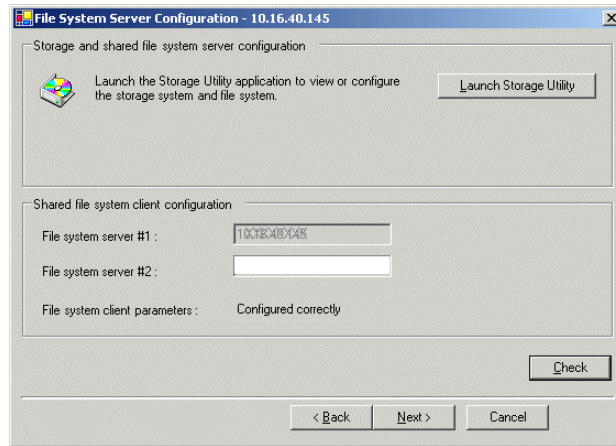 File System Server Configuration - 10.16.40.145
Storage and shared file system server configuration
Launch the Storage Utility application to view or configure
the storage system and file system.
Launch Storage Utility
Shared file system client configuration
File system server #1 :
File system server #2 :
File system client parameters :
Configured correctly
Check
< Back
Next >
Cancel